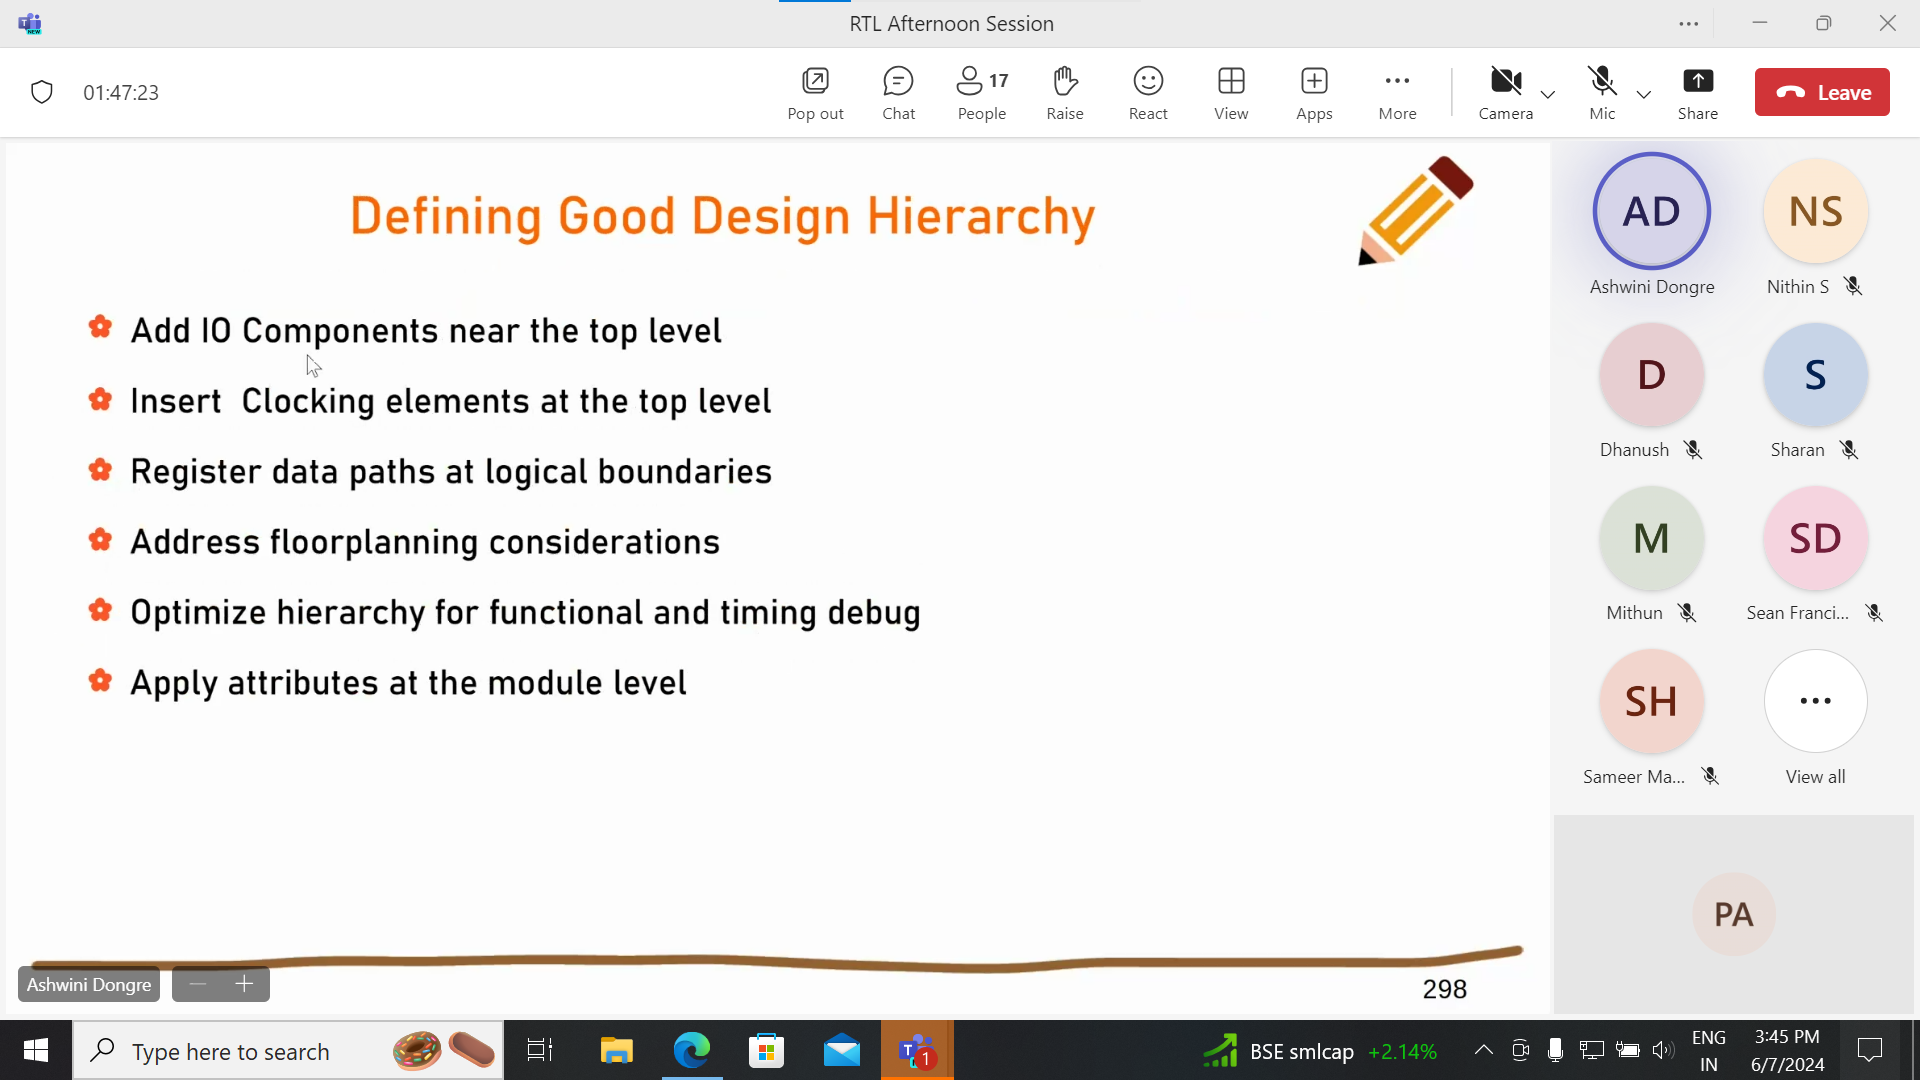 RTL Afternoon Session
01:47:23
Pop out
Chat
17
People
Raise
React
View
Apps
More
Camera
Mic
Share
Leave
Defining Good Design Hierarchy
Add IO Components near the top level
Insert Clocking elements at the top level
Register data paths at logical boundaries
Address floorplanning considerations
Optimize hierarchy for functional and timing debug
Apply attributes at the module level
298
Ashwini Dongre
AD
Ashwini Dongre
NS
Nithin S
D
Dhanush
S
Sharan
M
Mithun
SD
Sean Franci...
SH
Sameer Ma...
View all
PA
Type here to search
1
BSE smlcap +2.14%
ENG
IN
3:45 PM
6/7/2024